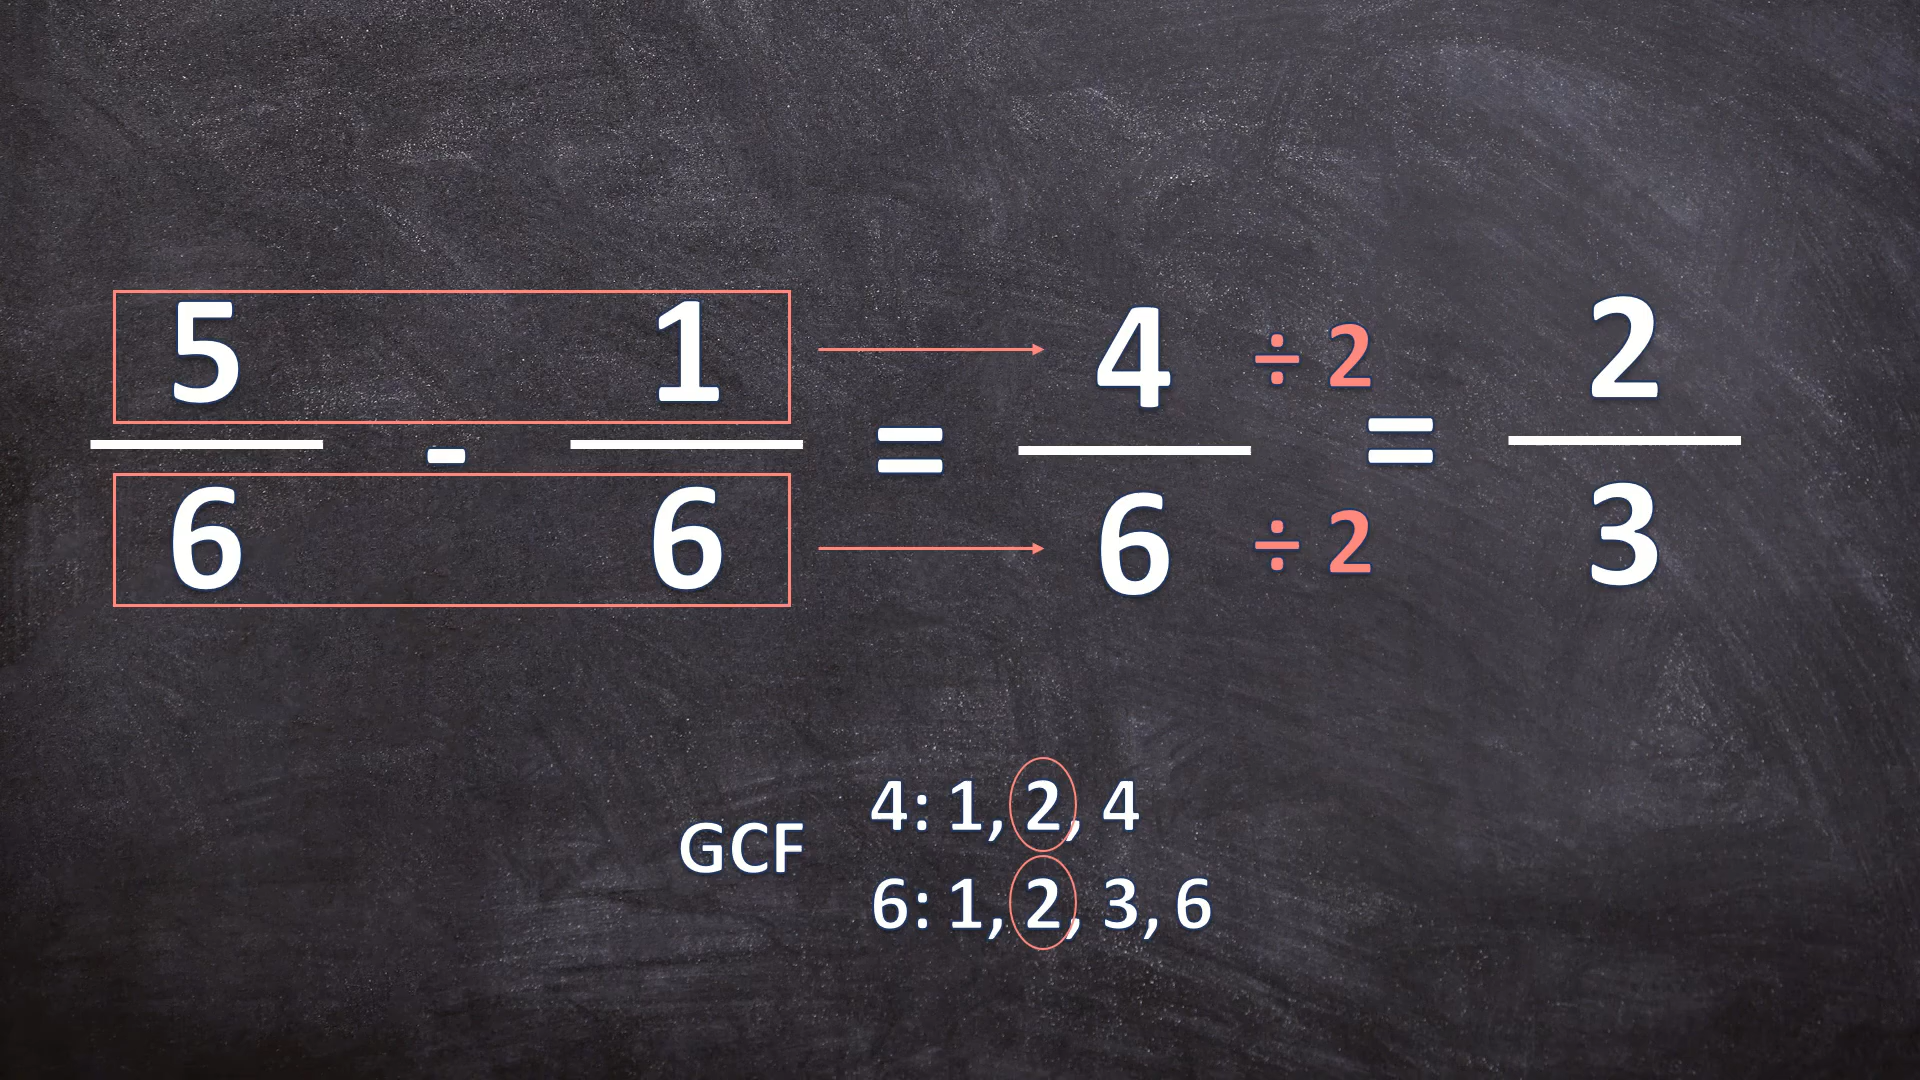 5 1 4 ÷ 2 2
- = =
6 6 6 ÷ 2 3
4: 1, 2, 4
GCF
6: 1, 2, 3, 6